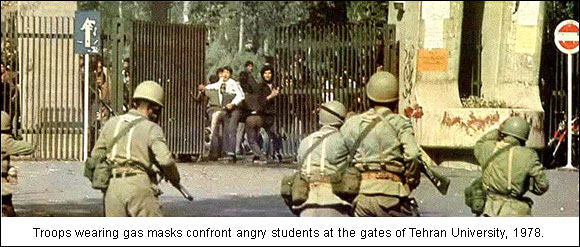 Troops wearing gas masks confront angry students at the gates of Tehran University, 1978.